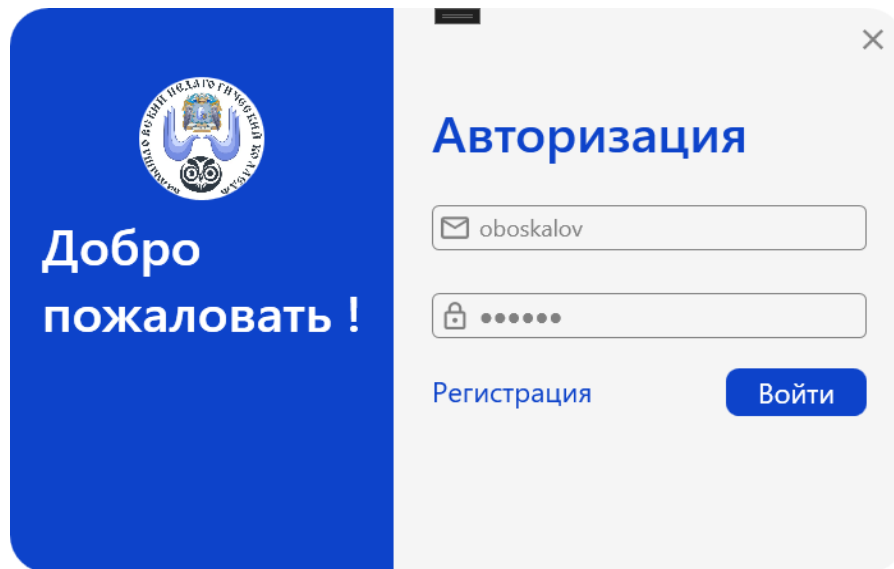 Добро
пожаловать !
Авторизация
oboskalov
••••••
Регистрация
Войти